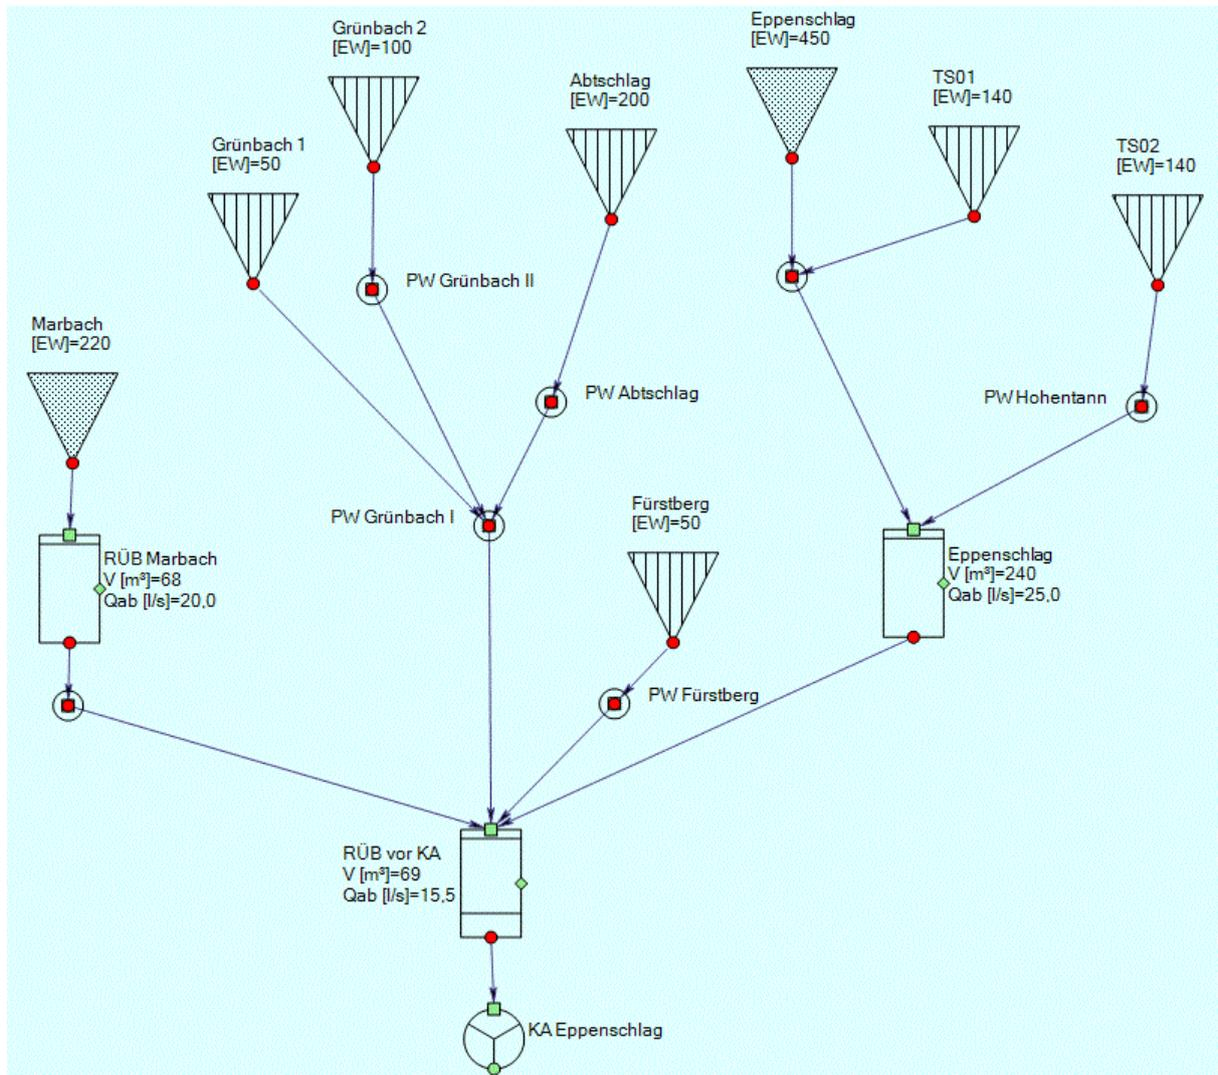 Grünbach 2
[EW]=100
Eppenschlag
[EW]=450
Abtschlag
[EW]=200
TS01
[EW]=140
Grünbach 1
[EW]=50
TS02
[EW]=140
PW Grünbach II
Marbach
[EW]=220
PW Abtschlag
PW Hohentann
PW Grünbach I
Fürstberg
[EW]=50
RÜB Marbach
V [m³]=68
Qab [l/s]=20,0
Eppenschlag
V [m³]=240
Qab [l/s]=25,0
PW Fürstberg
RÜB vor KA
V [m³]=69
Qab [l/s]=15,5
KA Eppenschlag